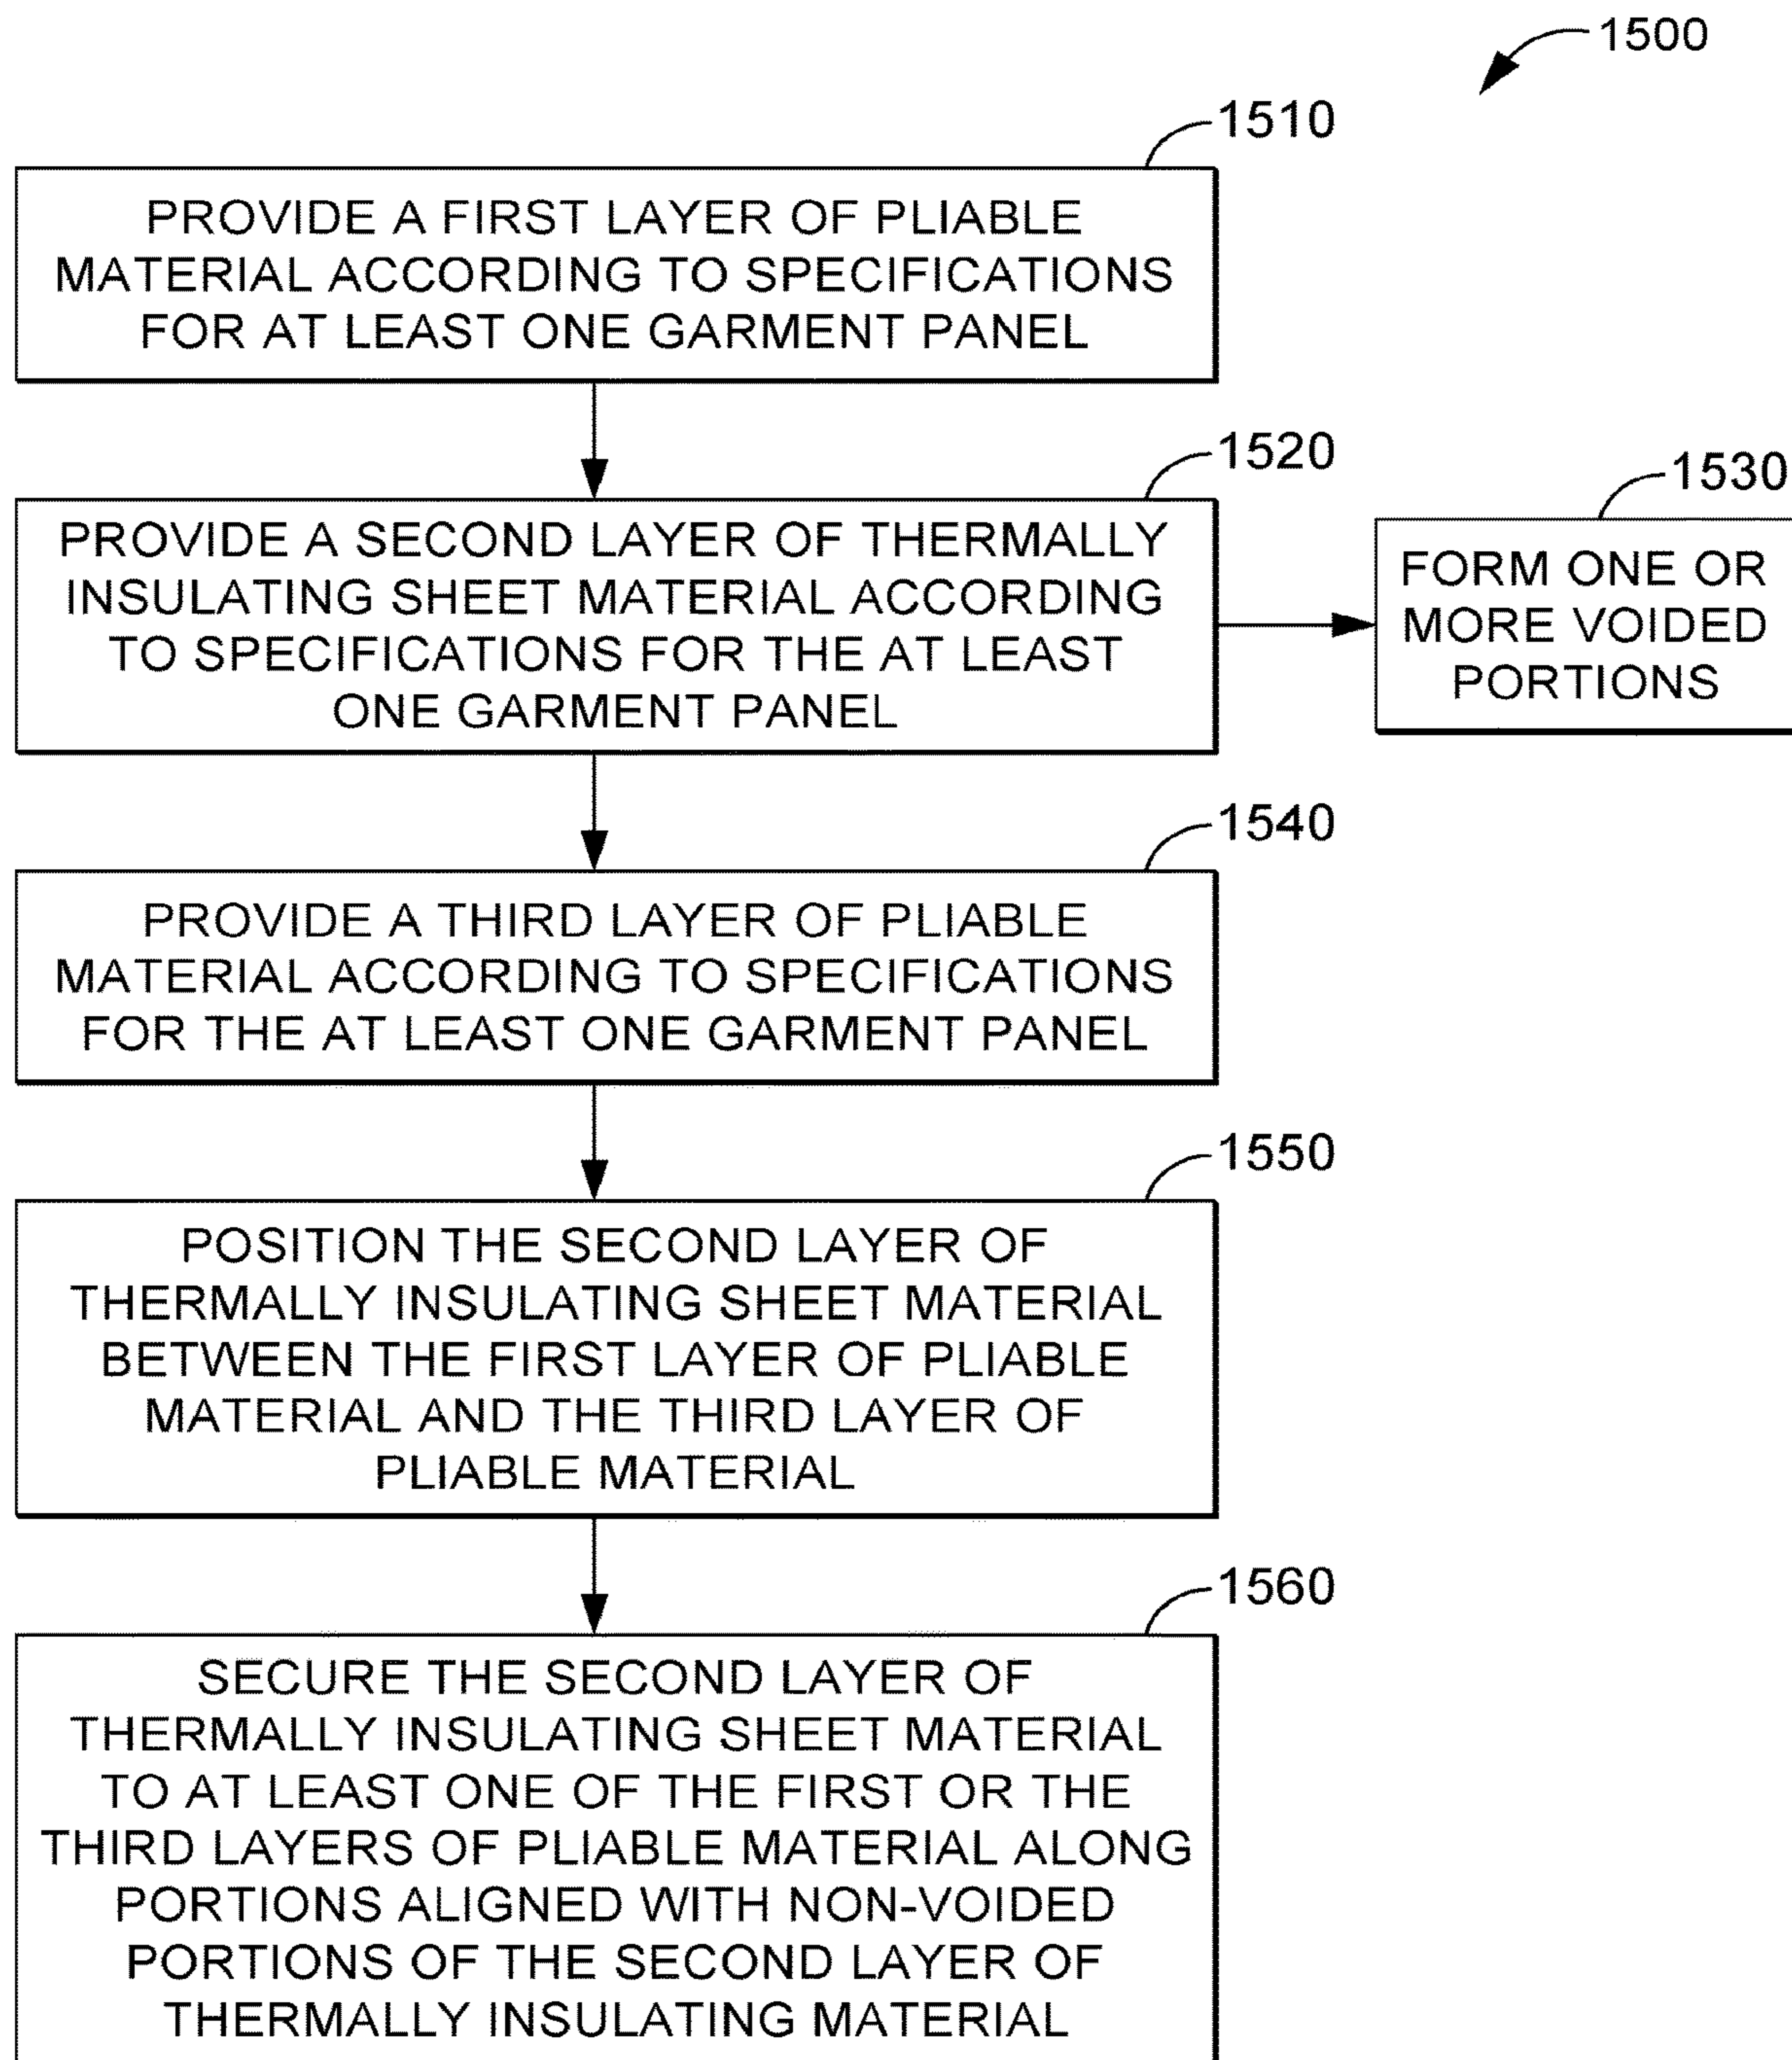 1500
1510
PROVIDE A FIRST LAYER OF PLIABLE
MATERIAL ACCORDING TO SPECIFICATIONS
FOR AT LEAST ONE GARMENT PANEL
1520
PROVIDE A SECOND LAYER OF THERMALLY
INSULATING SHEET MATERIAL ACCORDING
TO SPECIFICATIONS FOR THE AT LEAST
ONE GARMENT PANEL
1530
FORM ONE OR
MORE VOIDED
PORTIONS
1540
PROVIDE A THIRD LAYER OF PLIABLE
MATERIAL ACCORDING TO SPECIFICATIONS
FOR THE AT LEAST ONE GARMENT PANEL
1550
POSITION THE SECOND LAYER OF
THERMALLY INSULATING SHEET MATERIAL
BETWEEN THE FIRST LAYER OF PLIABLE
MATERIAL AND THE THIRD LAYER OF
PLIABLE MATERIAL
1560
SECURE THE SECOND LAYER OF
THERMALLY INSULATING SHEET MATERIAL
TO AT LEAST ONE OF THE FIRST OR THE
THIRD LAYERS OF PLIABLE MATERIAL ALONG
PORTIONS ALIGNED WITH NON-VOIDED
PORTIONS OF THE SECOND LAYER OF
THERMALLY INSULATING MATERIAL